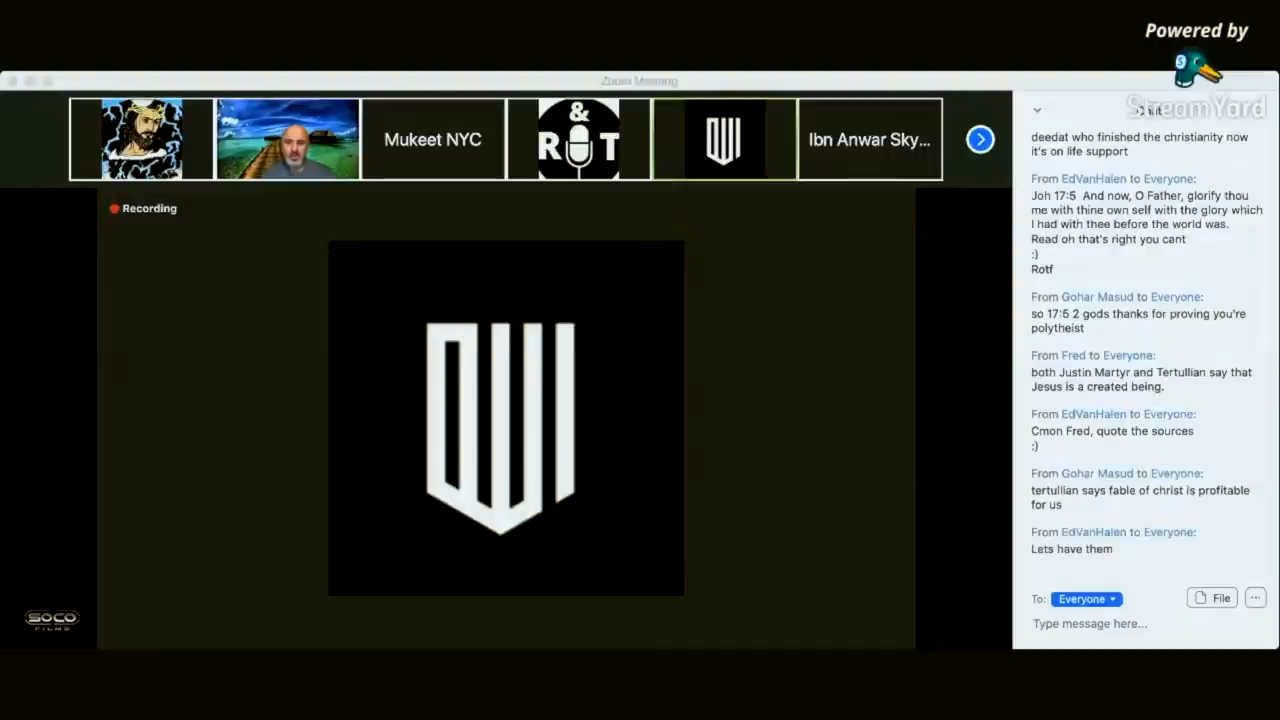 Powered by
StreamYard
Zoom Meeting
Mukeet NYC
&
R T
Ibn Anwar Sky...
Recording
deedat who finished the christianity now
it's on life support
From EdVanHalen to Everyone:
Joh 17:5 And now, O Father, glorify thou
me with thine own self with the glory which
I had with thee before the world was.
Read oh that's right you cant
:)
Rotf
From Gohar Masud to Everyone:
so 17:5 2 gods thanks for proving you're
polytheist
From Fred to Everyone:
both Justin Martyr and Tertullian say that
Jesus is a created being.
From EdVanHalen to Everyone:
Cmon Fred, quote the sources
:)
From Gohar Masud to Everyone:
tertullian says fable of christ is profitable
for us
From EdVanHalen to Everyone:
Lets have them
To: Everyone
File
...
Type message here...
SOCO
FILMS